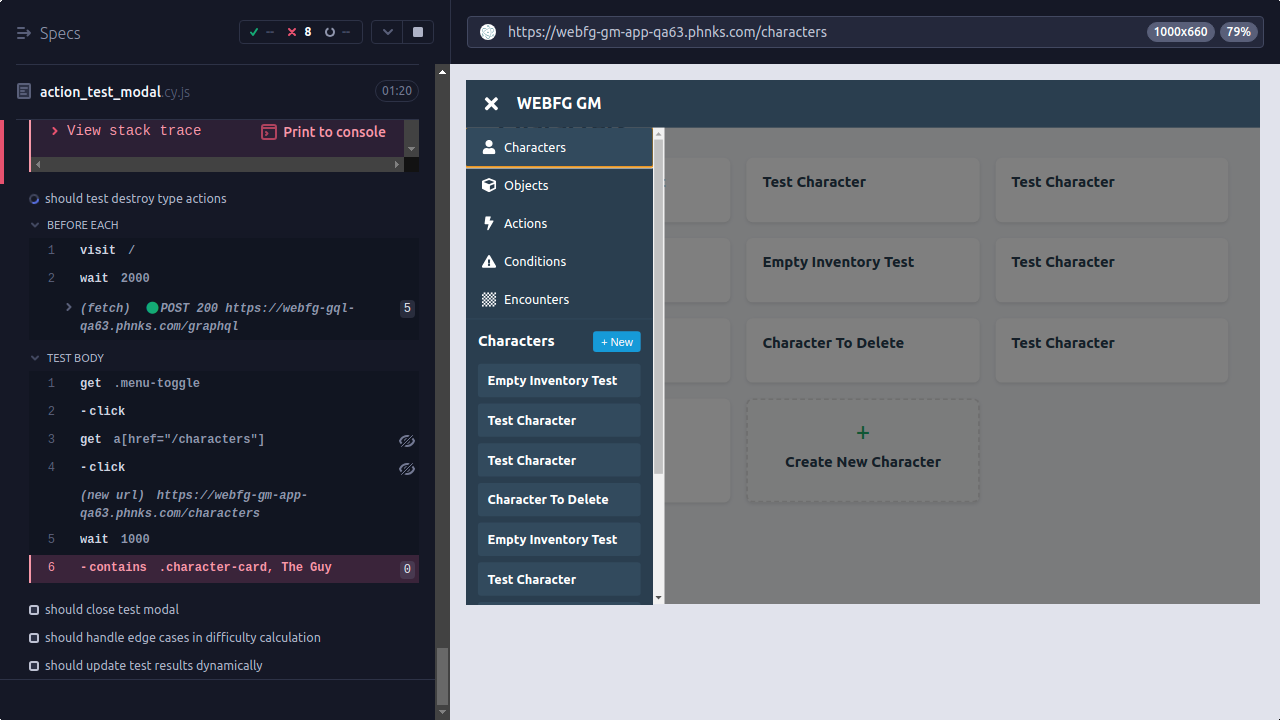 Specs
✓ -- ✕ 8 --
action_test_modal.cy.js
01:20
View stack trace
Print to console
should test destroy type actions
BEFORE EACH
1 visit /
2 wait 2000
(fetch) POST 200 https://webfg-gql-
qa63.phnks.com/graphql
5
TEST BODY
1 get .menu-toggle
2 -click
3 get a[href="/characters"]
4 -click
(new url) https://webfg-gm-app-
qa63.phnks.com/characters
5 wait 1000
6 -contains .character-card, The Guy 0
should close test modal
should handle edge cases in difficulty calculation
should update test results dynamically
https://webfg-gm-app-qa63.phnks.com/characters
1000x660
79%
WEBFG GM
Characters
Objects
Actions
Conditions
Encounters
Characters
+ New
Empty Inventory Test
Test Character
Test Character
Character To Delete
Empty Inventory Test
Test Character
Test Character
Test Character
Empty Inventory Test
Test Character
Character To Delete
Test Character
+
Create New Character